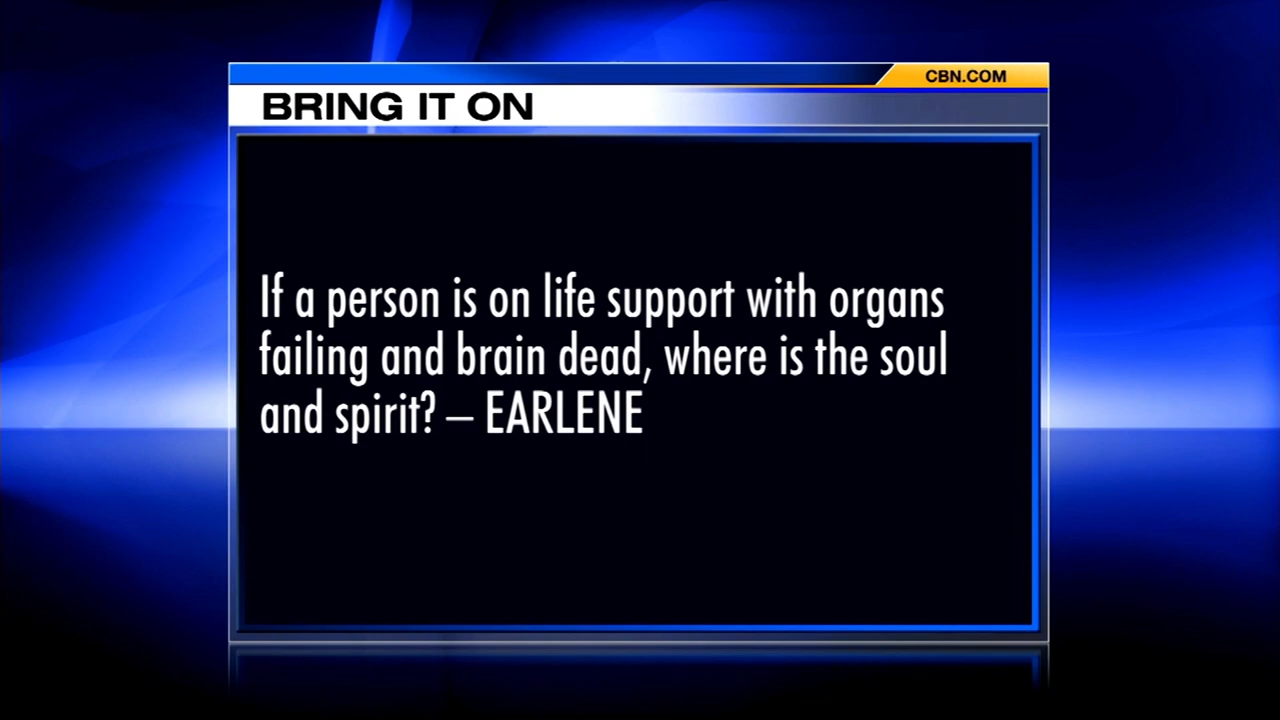 CBN.COM
BRING IT ON
If a person is on life support with organs
failing and brain dead, where is the soul
and spirit? – EARLENE